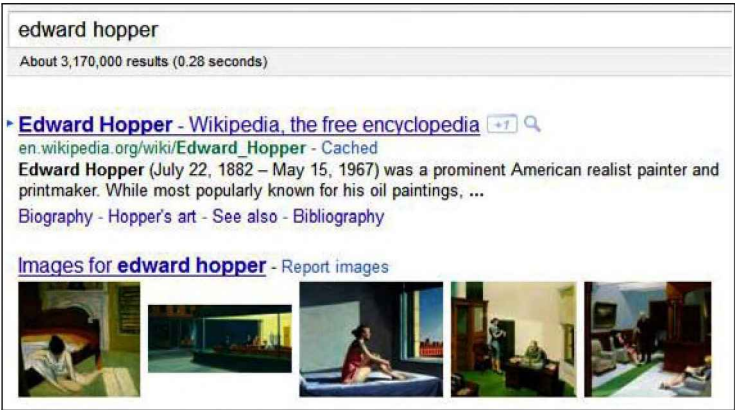 edward hopper
About 3,170,000 results (0.28 seconds)
Edward Hopper - Wikipedia, the free encyclopedia +1
en.wikipedia.org/wiki/Edward_Hopper - Cached
Edward Hopper (July 22, 1882 – May 15, 1967) was a prominent American realist painter and
printmaker. While most popularly known for his oil paintings, ...
Biography - Hopper's art - See also - Bibliography
Images for edward hopper - Report images